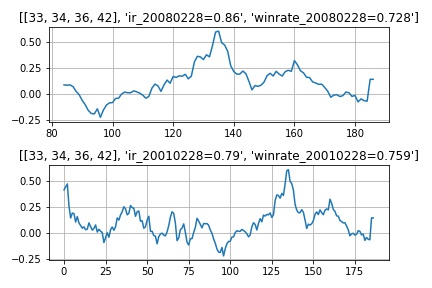 [[33, 34, 36, 42], 'ir_20080228=0.86', 'winrate_20080228=0.728']
0.50
0.25
0.00
−0.25
80 100 120 140 160 180
[[33, 34, 36, 42], 'ir_20010228=0.79', 'winrate_20010228=0.759']
0.50
0.25
0.00
−0.25
0 25 50 75 100 125 150 175